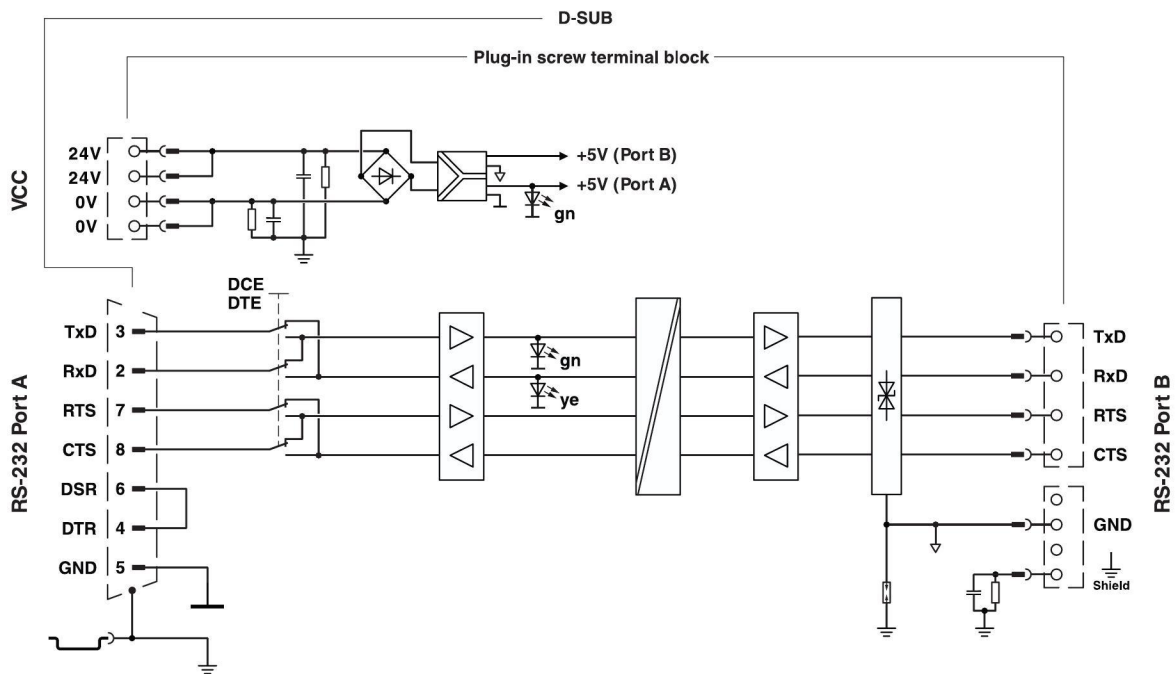 D-SUB
Plug-in screw terminal block
VCC
24V
24V
0V
0V
+5V (Port B)
+5V (Port A)
gn
DCE
DTE
RS-232 Port A
TxD 3
RxD 2
RTS 7
CTS 8
DSR 6
DTR 4
GND 5
gn
ye
RS-232 Port B
TxD
RxD
RTS
CTS
GND
Shield